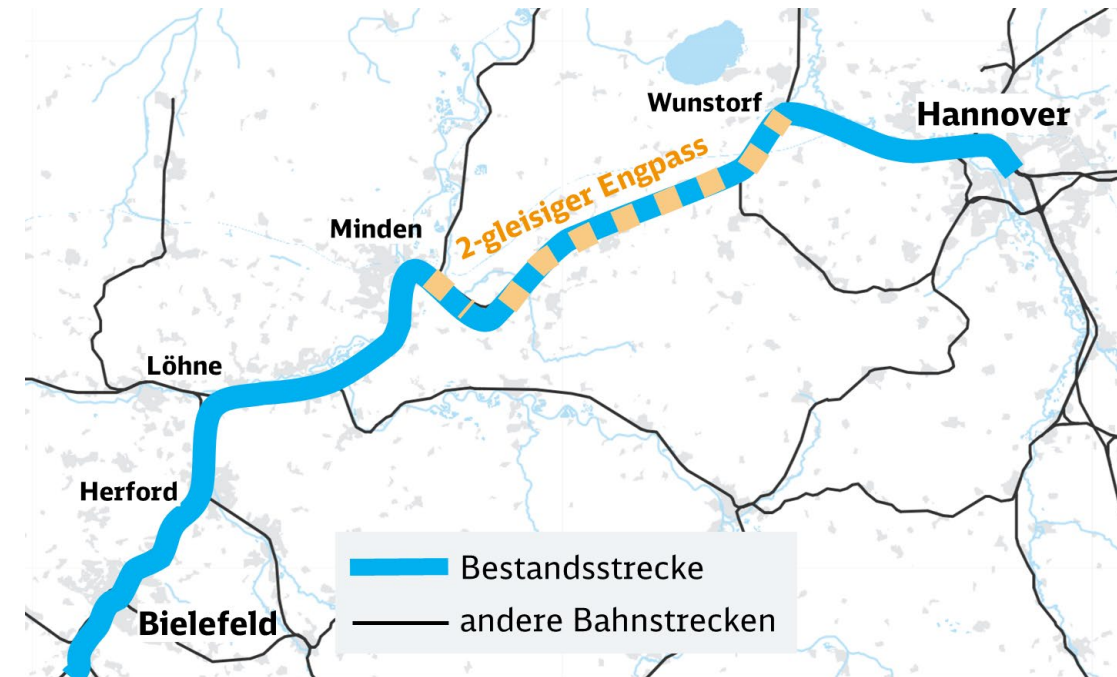 Wunstorf
Hannover
2-gleisiger Engpass
Minden
Löhne
Herford
Bielefeld
Bestandsstrecke
andere Bahnstrecken